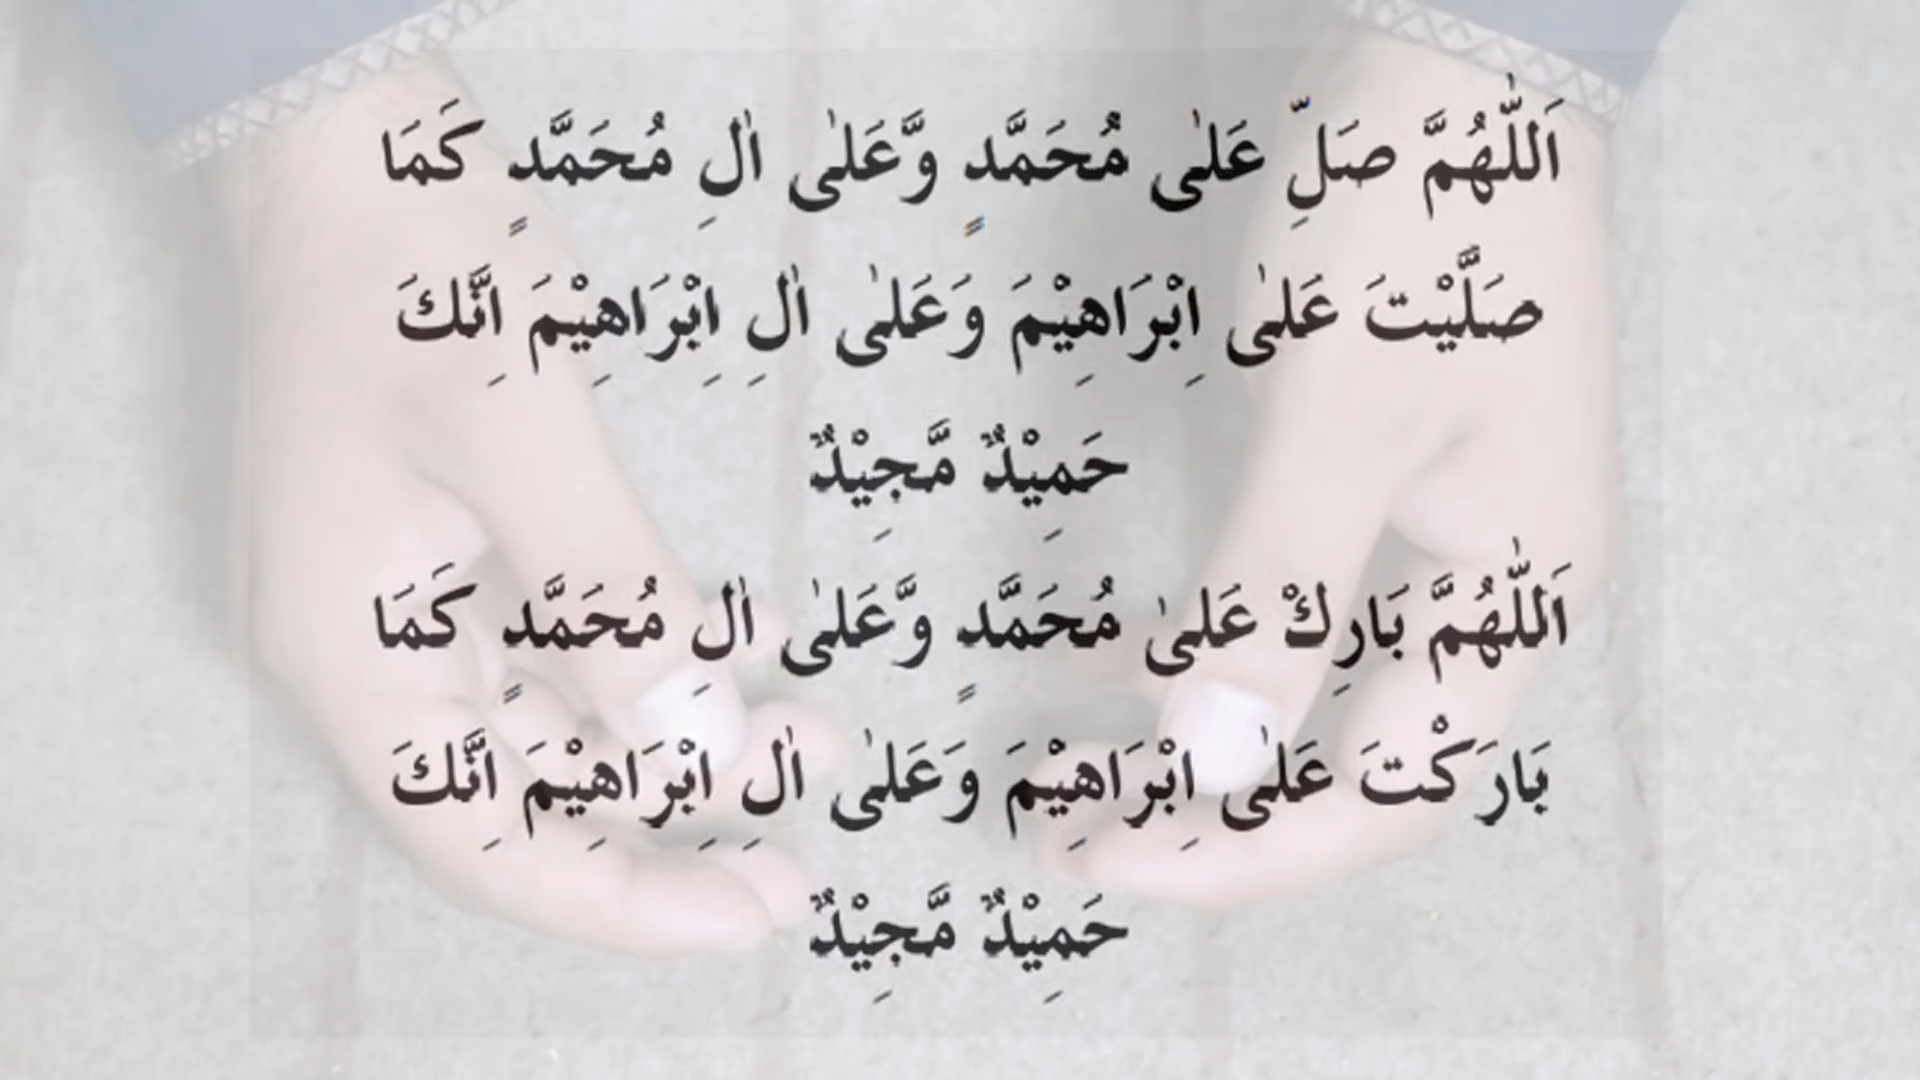 اَللّٰهُمَّ صَلِّ عَلٰى مُحَمَّدٍ وَّعَلٰى اٰلِ مُحَمَّدٍ كَمَا
صَلَّيْتَ عَلٰى اِبْرَاهِيْمَ وَعَلٰى اٰلِ اِبْرَاهِيْمَ اِنَّكَ
حَمِيْدٌ مَّجِيْدٌ
اَللّٰهُمَّ بَارِكْ عَلٰى مُحَمَّدٍ وَّعَلٰى اٰلِ مُحَمَّدٍ كَمَا
بَارَكْتَ عَلٰى اِبْرَاهِيْمَ وَعَلٰى اٰلِ اِبْرَاهِيْمَ اِنَّكَ
حَمِيْدٌ مَّجِيْدٌ